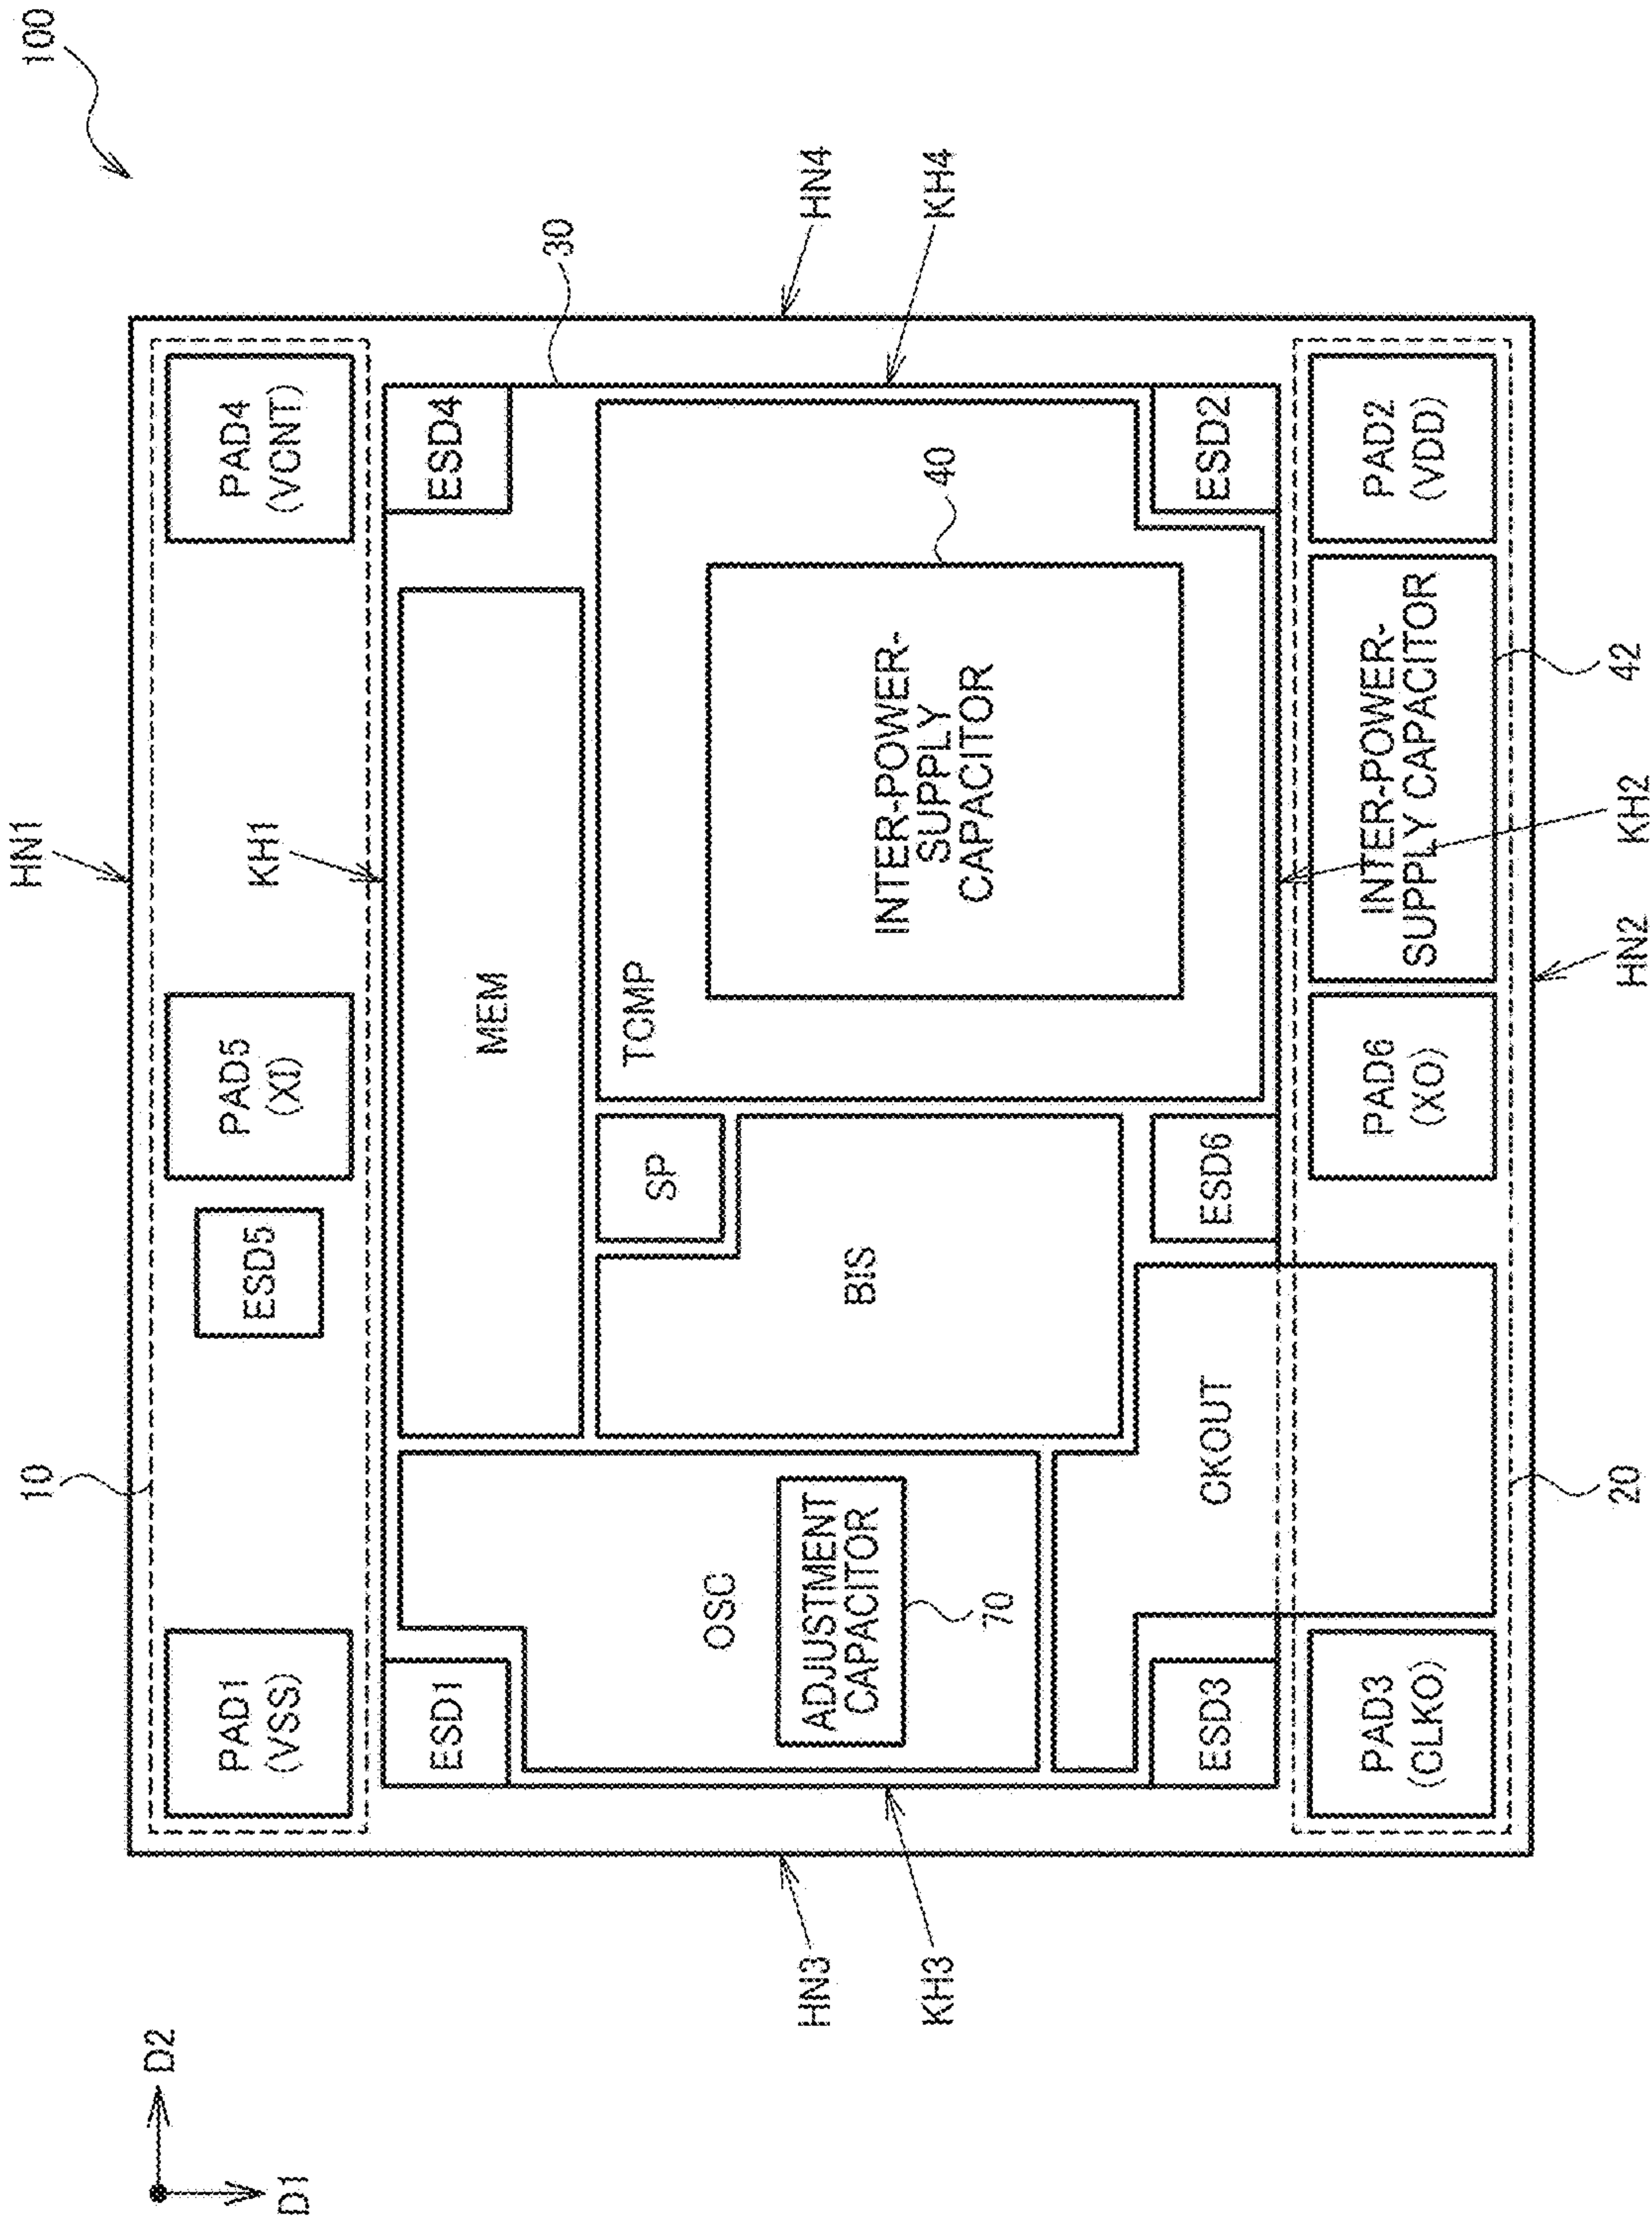 10
HN1
100
D2
D1
PAD1
(VSS)
ESD5
PAD5
(XI)
KH1
PAD4
(VCNT)
ESD1
MEM
ESD4
30
OSC
SP
TCMP
ADJUSTMENT
CAPACITOR
70
BIS
INTER-POWER-
SUPPLY
CAPACITOR
40
HN3
KH3
HN4
KH4
ESD3
CKOUT
ESD6
ESD2
PAD3
(CLKO)
PAD6
(XO)
INTER-POWER-
SUPPLY CAPACITOR
PAD2
(VDD)
20
HN2
KH2
42